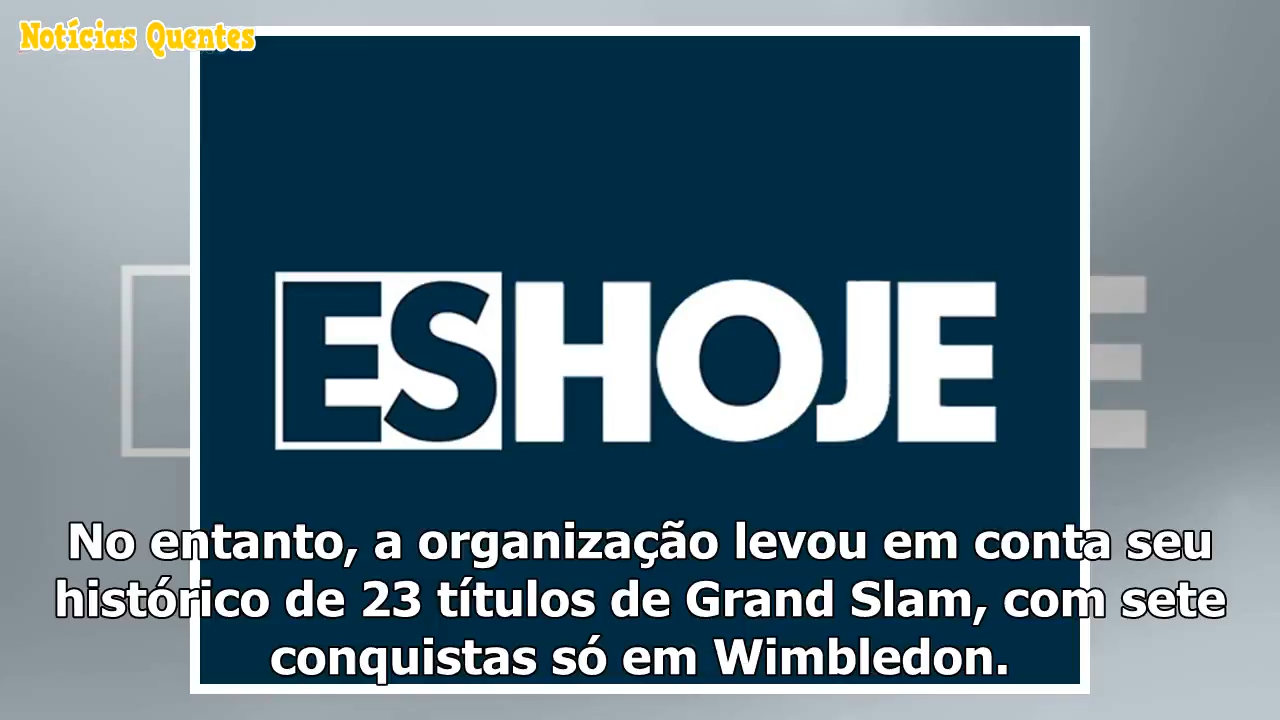 Notícias Quentes
ESHOJE
No entanto, a organização levou em conta seu
histórico de 23 títulos de Grand Slam, com sete
conquistas só em Wimbledon.